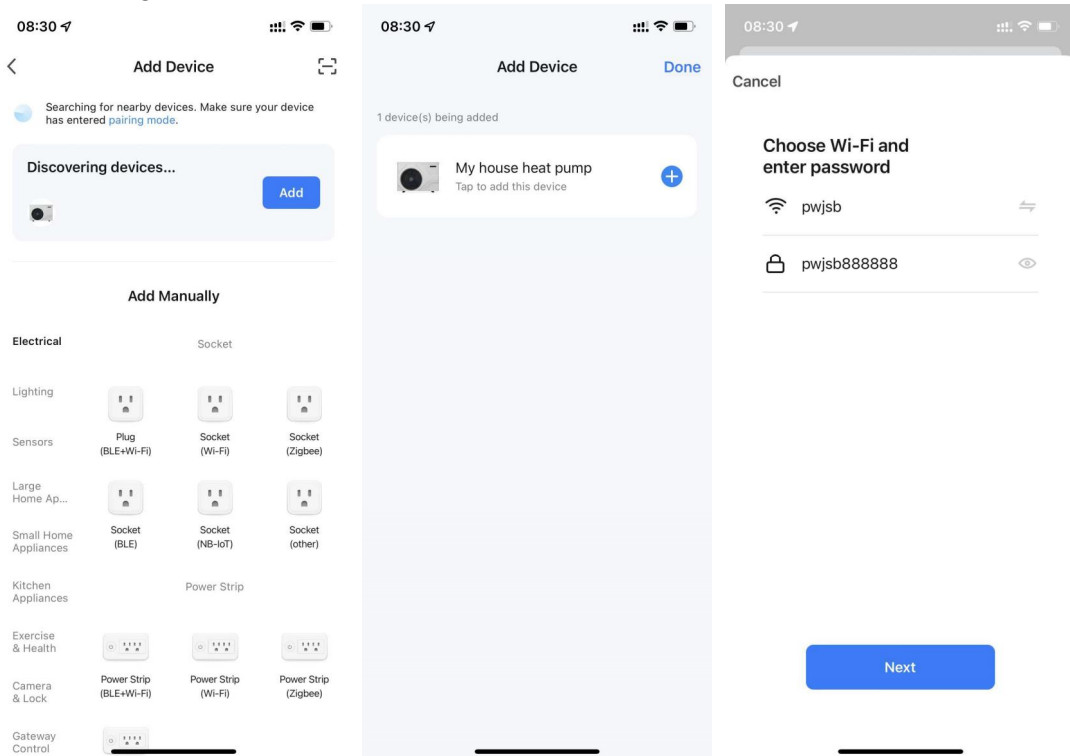 08:30
Add Device
Searching for nearby devices. Make sure your device
has entered pairing mode.
Discovering devices...
Add
Add Manually
Electrical
Socket
Lighting
Plug
(BLE+Wi-Fi)
Socket
(Wi-Fi)
Socket
(Zigbee)
Sensors
Large
Home Ap...
Socket
(BLE)
Socket
(NB-IoT)
Socket
(other)
Small Home
Appliances
Kitchen
Appliances
Power Strip
Exercise
& Health
Power Strip
(BLE+Wi-Fi)
Power Strip
(Wi-Fi)
Power Strip
(Zigbee)
Camera
& Lock
Gateway
Control
08:30
Add Device
Done
1 device(s) being added
My house heat pump
Tap to add this device
08:30
Cancel
Choose Wi-Fi and
enter password
pwjsb
pwjsb888888
Next